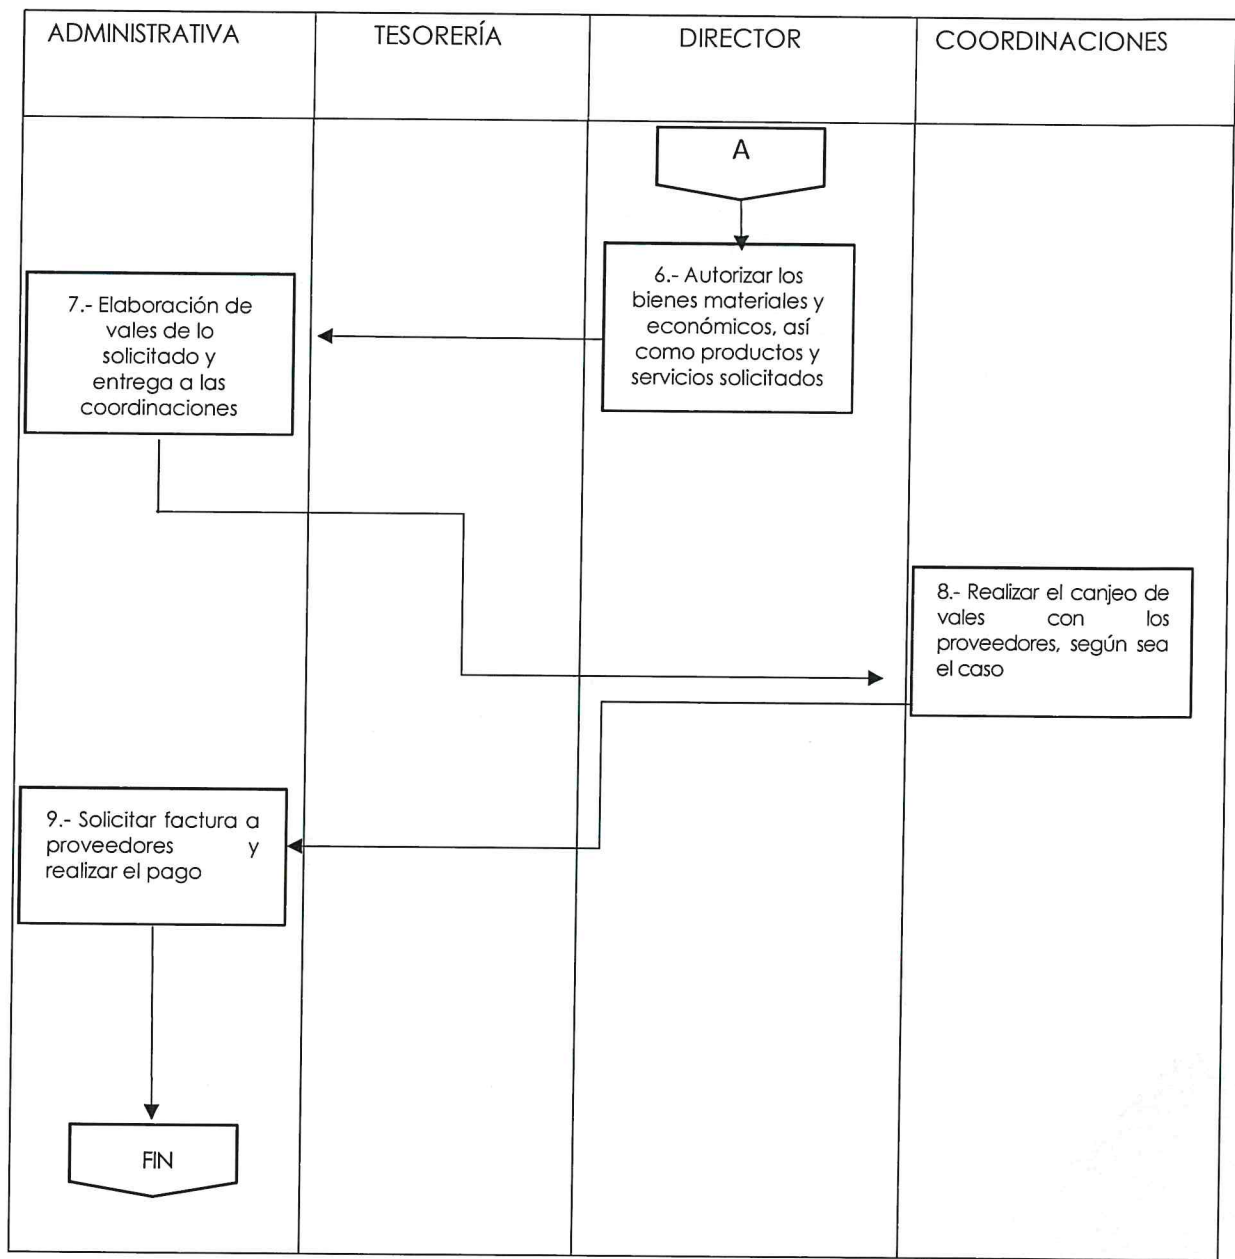 ADMINISTRATIVA
TESORERÍA
DIRECTOR
COORDINACIONES
A
6.- Autorizar los
bienes materiales y
económicos, así
como productos y
servicios solicitados
7.- Elaboración de
vales de lo
solicitado y
entrega a las
coordinaciones
8.- Realizar el canjeo de
vales con los
proveedores, según sea
el caso
9.- Solicitar factura a
proveedores y
realizar el pago
FIN